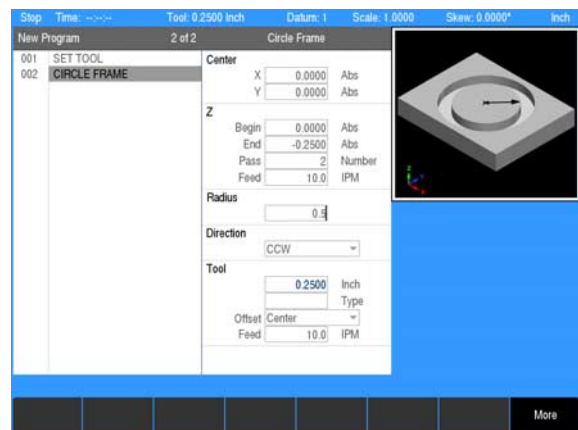 Stop Time: --:--:-- Tool: 0.2500 Inch Datum: 1 Scale: 1.0000 Skew: 0.0000° Inch
New Program 2 of 2 Circle Frame
001 SET TOOL
002 CIRCLE FRAME
Center
X 0.0000 Abs
Y 0.0000 Abs
Z
Begin 0.0000 Abs
End -0.2500 Abs
Pass 2 Number
Feed 10.0 IPM
Radius
0.5
Direction
CCW
Tool
0.2500 Inch
Type
Offset Center
Feed 10.0 IPM
More